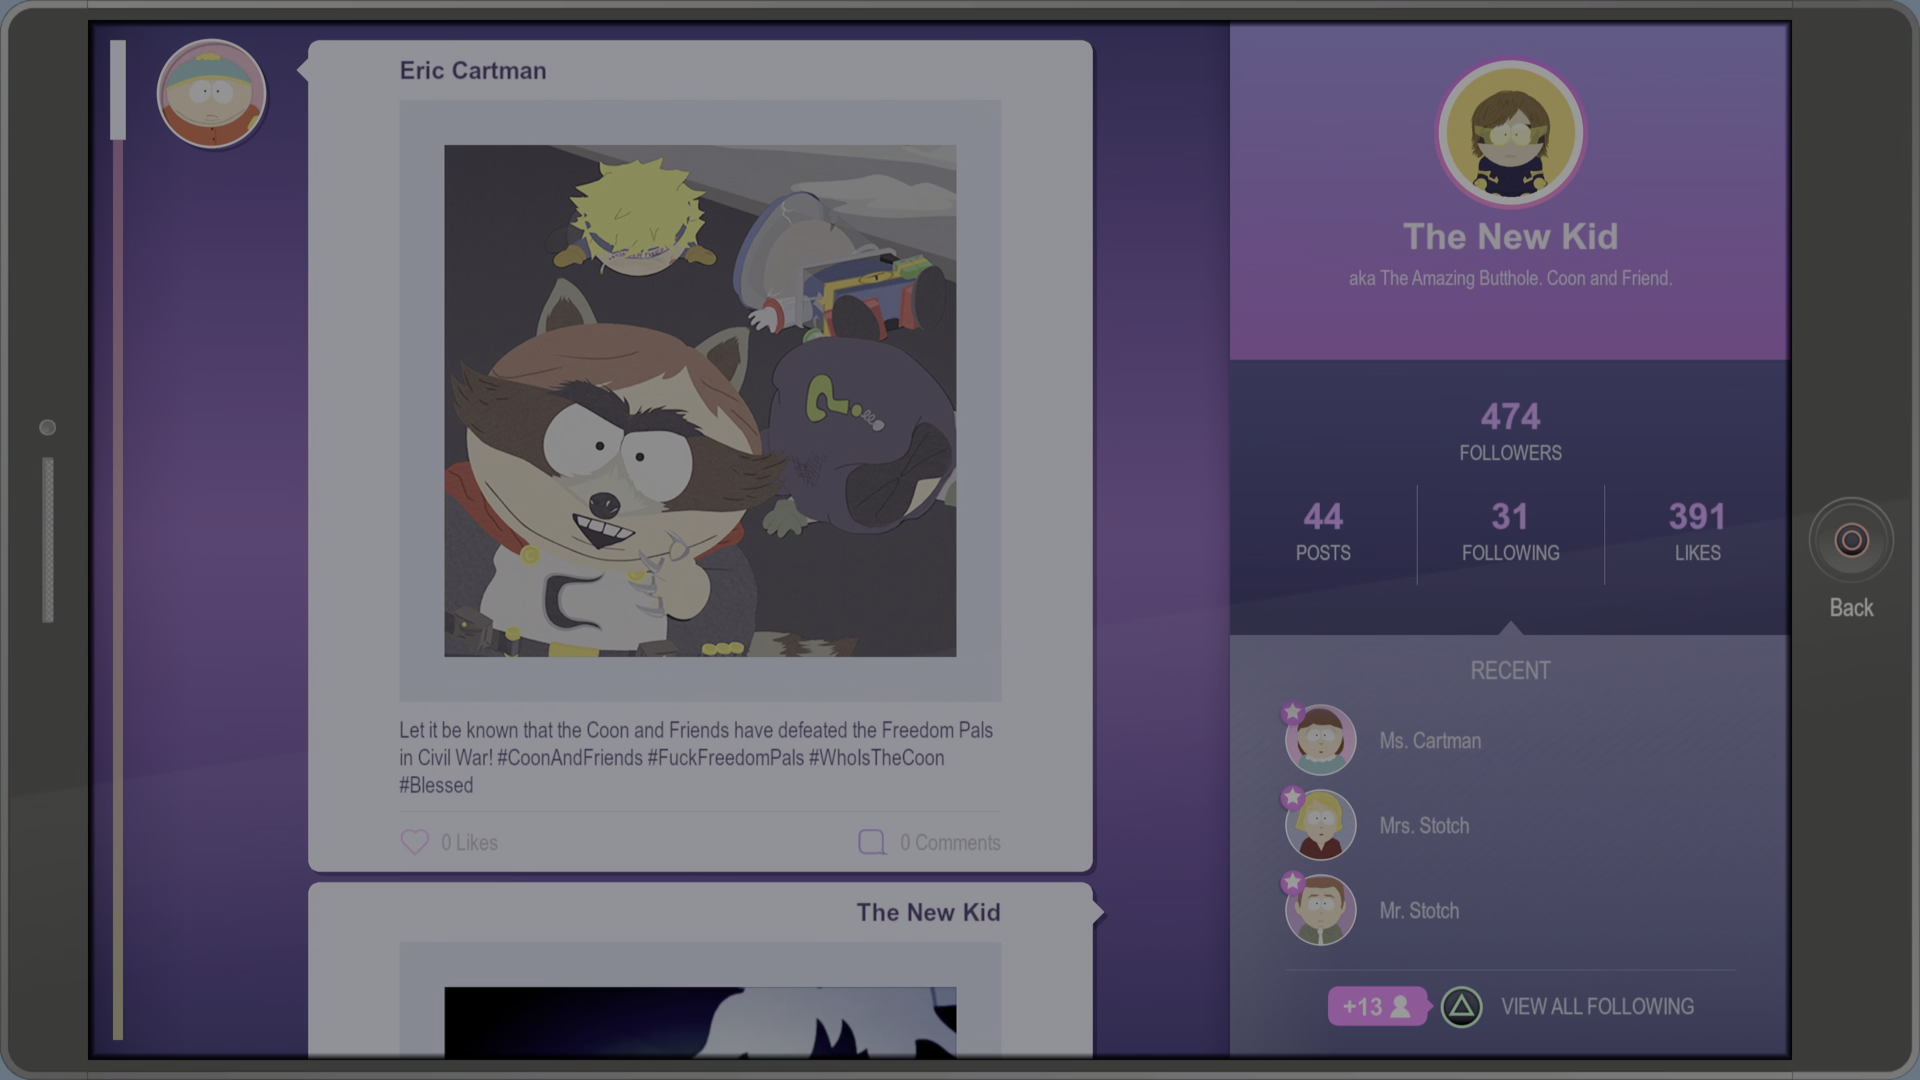 Eric Cartman
Let it be known that the Coon and Friends have defeated the Freedom Pals
in Civil War! #CoonAndFriends #FuckFreedomPals #WhoIsTheCoon
#Blessed
0 Likes
0 Comments
The New Kid
The New Kid
aka The Amazing Butthole. Coon and Friend.
474
FOLLOWERS
44
POSTS
31
FOLLOWING
391
LIKES
RECENT
Ms. Cartman
Mrs. Stotch
Mr. Stotch
+13
VIEW ALL FOLLOWING
Back